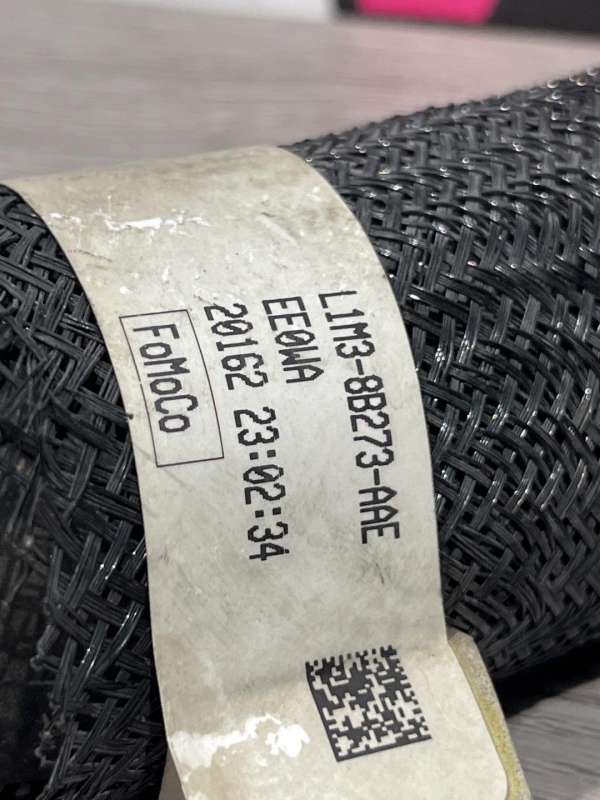 L1M3-8B273-AAE
EE0WA
20162 23:02:34
FoMoCo